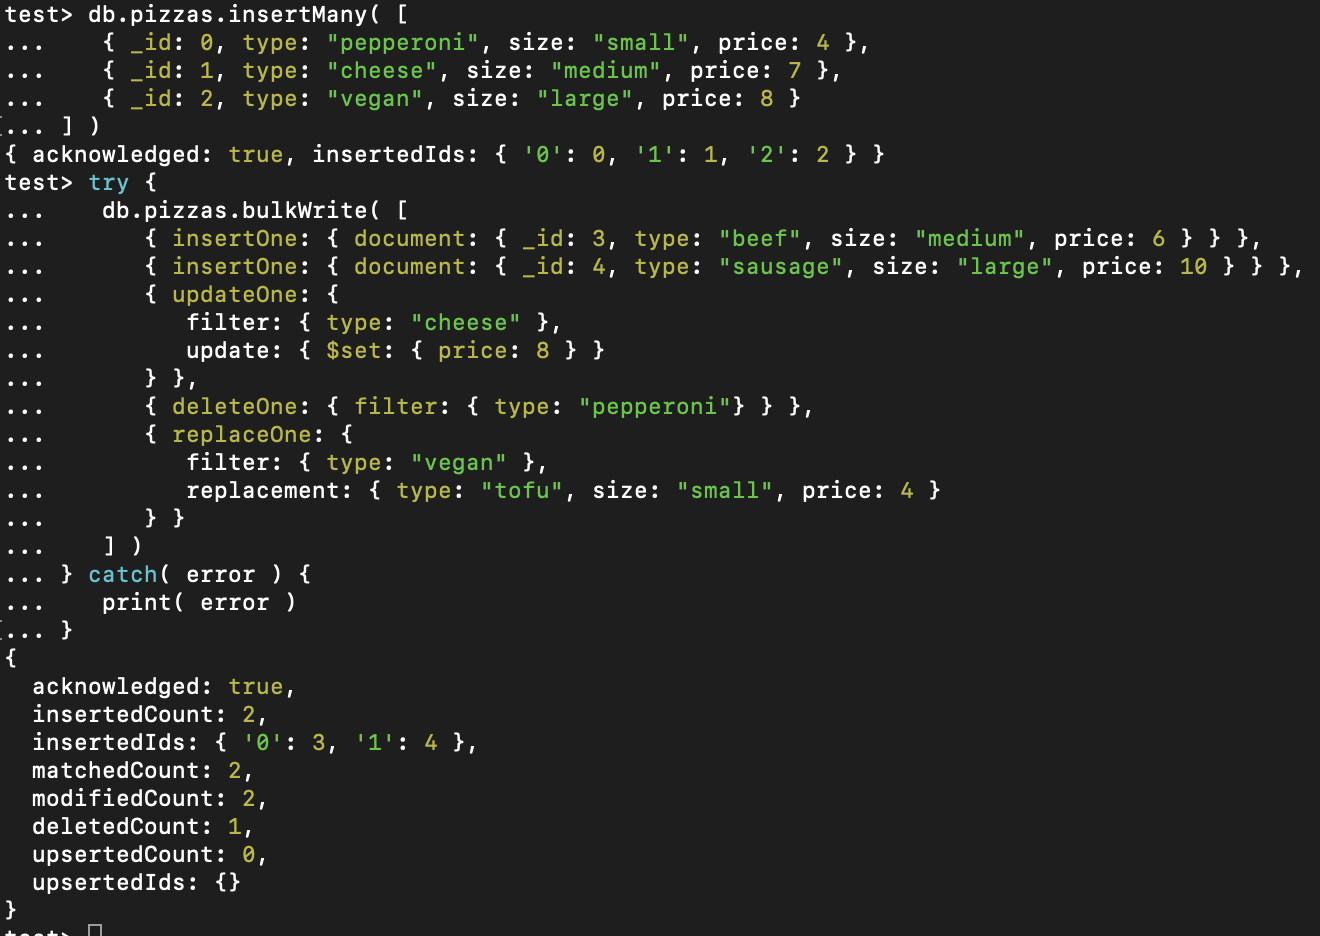 test> db.pizzas.insertMany( [
...    { _id: 0, type: "pepperoni", size: "small", price: 4 },
...    { _id: 1, type: "cheese", size: "medium", price: 7 },
...    { _id: 2, type: "vegan", size: "large", price: 8 }
... ] )
{ acknowledged: true, insertedIds: { '0': 0, '1': 1, '2': 2 } }
test> try {
...    db.pizzas.bulkWrite( [
...       { insertOne: { document: { _id: 3, type: "beef", size: "medium", price: 6 } } },
...       { insertOne: { document: { _id: 4, type: "sausage", size: "large", price: 10 } } },
...       { updateOne: {
...          filter: { type: "cheese" },
...          update: { $set: { price: 8 } }
...       } },
...       { deleteOne: { filter: { type: "pepperoni"} } },
...       { replaceOne: {
...          filter: { type: "vegan" },
...          replacement: { type: "tofu", size: "small", price: 4 }
...       } }
...    ] )
... } catch( error ) {
...    print( error )
... }
{
  acknowledged: true,
  insertedCount: 2,
  insertedIds: { '0': 3, '1': 4 },
  matchedCount: 2,
  modifiedCount: 2,
  deletedCount: 1,
  upsertedCount: 0,
  upsertedIds: {}
}
test>